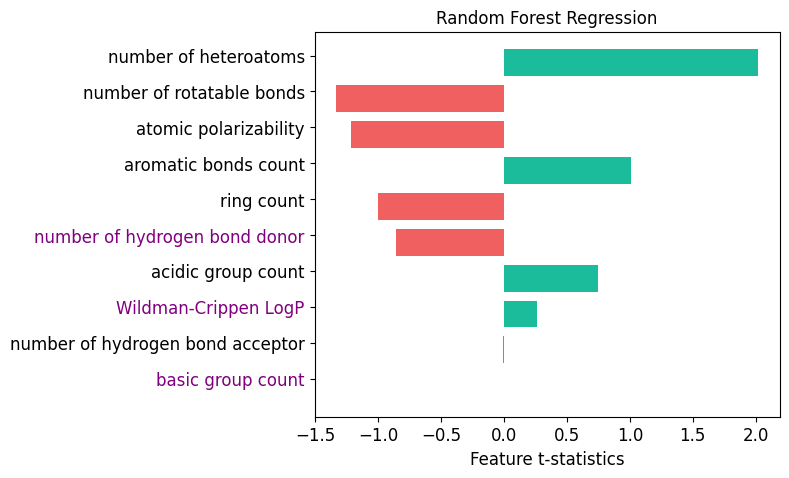 Random Forest Regression
number of heteroatoms
number of rotatable bonds
atomic polarizability
aromatic bonds count
ring count
number of hydrogen bond donor
acidic group count
Wildman-Crippen LogP
number of hydrogen bond acceptor
basic group count
−1.5 −1.0 −0.5 0.0 0.5 1.0 1.5 2.0
Feature t-statistics